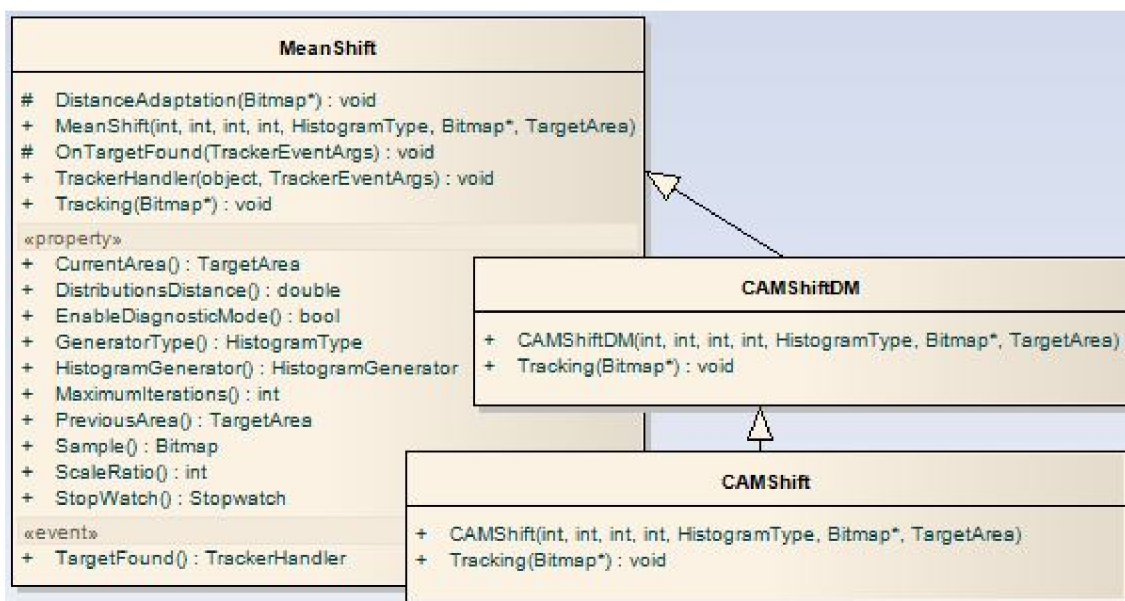 MeanShift
# DistanceAdaptation(Bitmap*) : void
+ MeanShift(int, int, int, int, HistogramType, Bitmap*, TargetArea)
# OnTargetFound(TrackerEventArgs) : void
+ TrackerHandler(object, TrackerEventArgs) : void
+ Tracking(Bitmap*) : void
«property»
+ CurrentArea() : TargetArea
+ DistributionsDistance() : double
+ EnableDiagnosticMode() : bool
+ GeneratorType() : HistogramType
+ HistogramGenerator() : HistogramGenerator
+ MaximumIterations() : int
+ PreviousArea() : TargetArea
+ Sample() : Bitmap
+ ScaleRatio() : int
+ StopWatch() : Stopwatch
«event»
+ TargetFound() : TrackerHandler
CAMShiftDM
+ CAMShiftDM(int, int, int, int, HistogramType, Bitmap*, TargetArea)
+ Tracking(Bitmap*) : void
CAMShift
+ CAMShift(int, int, int, int, HistogramType, Bitmap*, TargetArea)
+ Tracking(Bitmap*) : void